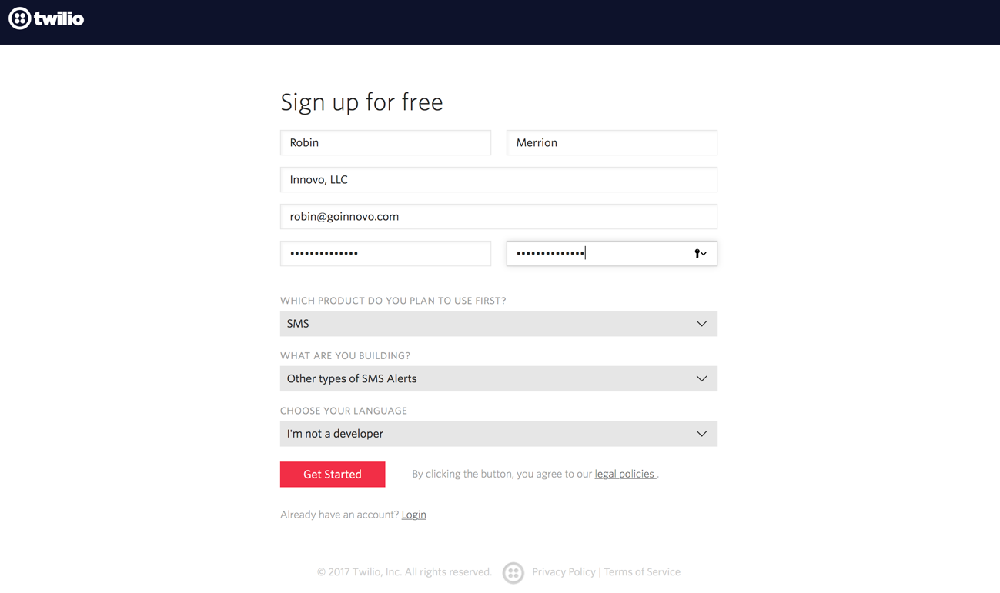 twilio
Sign up for free
Robin Merrion
Innovo, LLC
robin@goinnovo.com
•••••••••••••• ••••••••••••••
WHICH PRODUCT DO YOU PLAN TO USE FIRST?
SMS
WHAT ARE YOU BUILDING?
Other types of SMS Alerts
CHOOSE YOUR LANGUAGE
I'm not a developer
Get Started By clicking the button, you agree to our legal policies .
Already have an account? Login
© 2017 Twilio, Inc. All rights reserved. Privacy Policy | Terms of Service